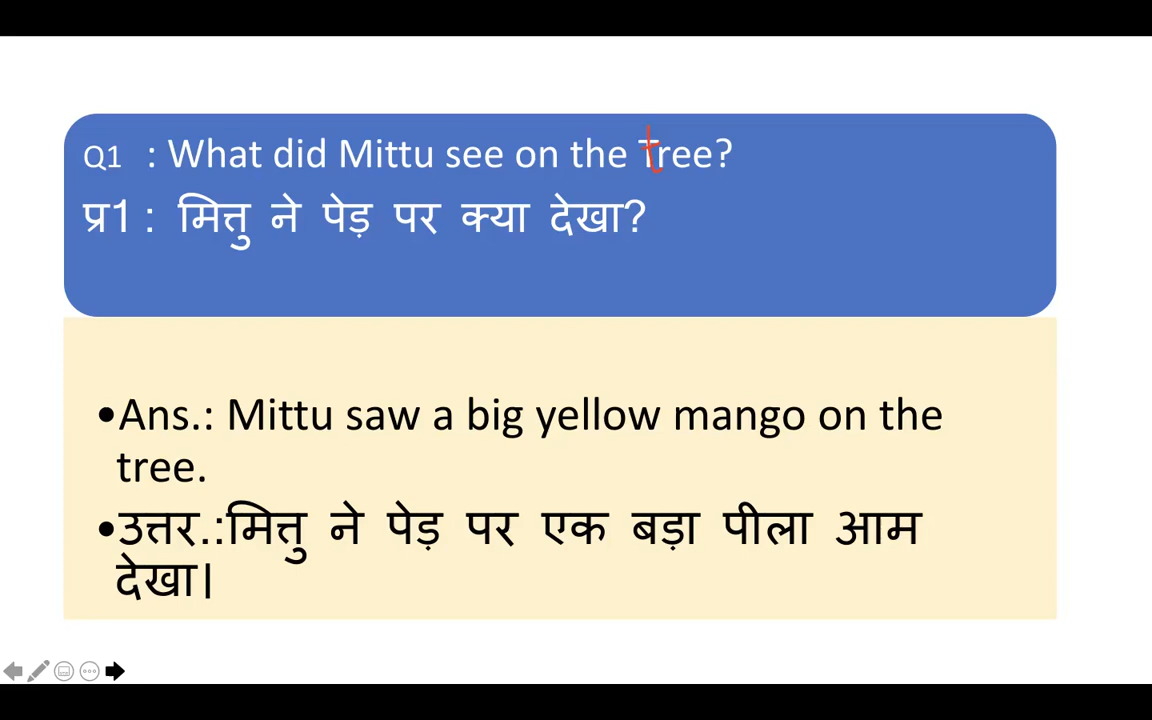 Q1 : What did Mittu see on the tree?
प्र1 : मित्तु ने पेड़ पर क्या देखा?
•Ans.: Mittu saw a big yellow mango on the
tree.
•उत्तर.:मित्तु ने पेड़ पर एक बड़ा पीला आम
देखा।